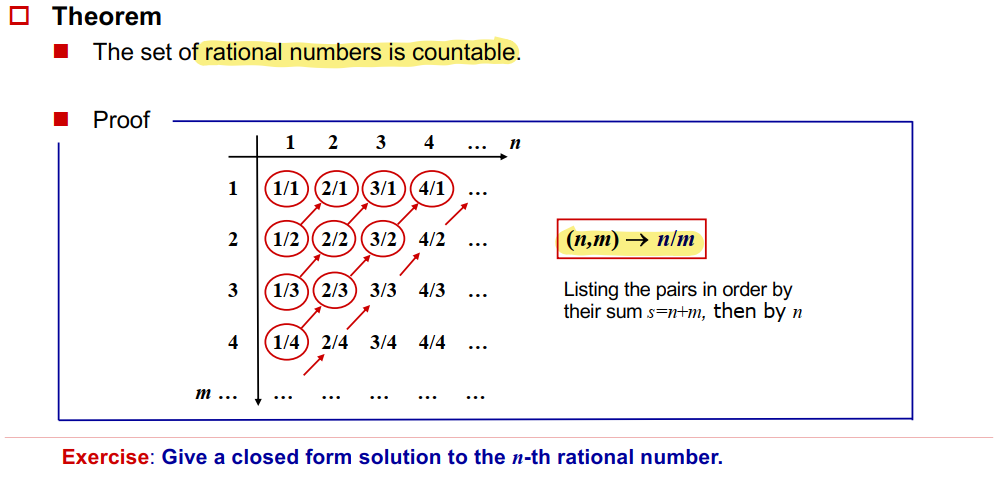 Theorem
The set of rational numbers is countable.
Proof
1 2 3 4 … n
1 1/1 2/1 3/1 4/1 …
2 1/2 2/2 3/2 4/2 …
(n,m) → n/m
3 1/3 2/3 3/3 4/3 …
Listing the pairs in order by
their sum s=n+m, then by n
4 1/4 2/4 3/4 4/4 …
m … … … … … …
Exercise: Give a closed form solution to the n-th rational number.